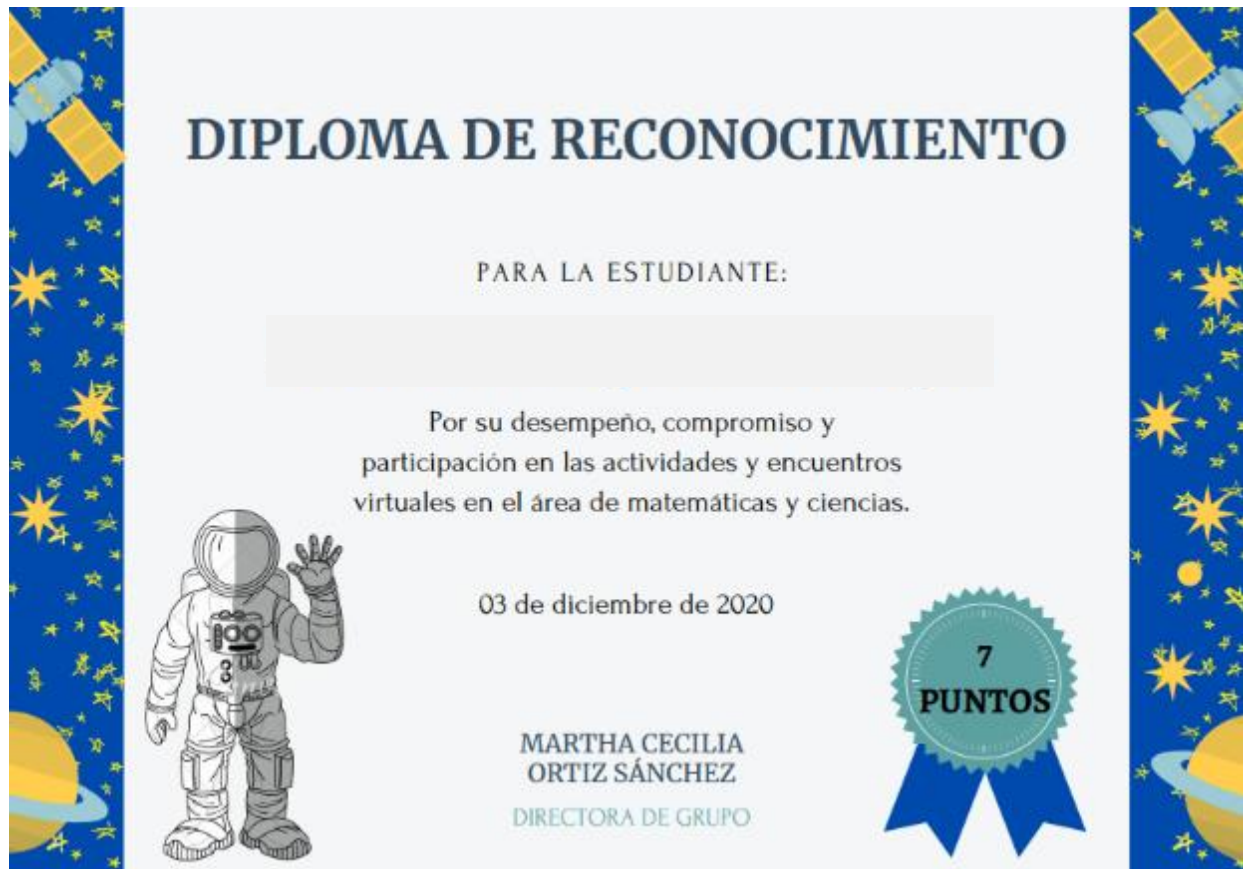 DIPLOMA DE RECONOCIMIENTO
PARA LA ESTUDIANTE:
Por su desempeño, compromiso y
participación en las actividades y encuentros
virtuales en el área de matemáticas y ciencias.
03 de diciembre de 2020
7
PUNTOS
MARTHA CECILIA
ORTIZ SÁNCHEZ
DIRECTORA DE GRUPO